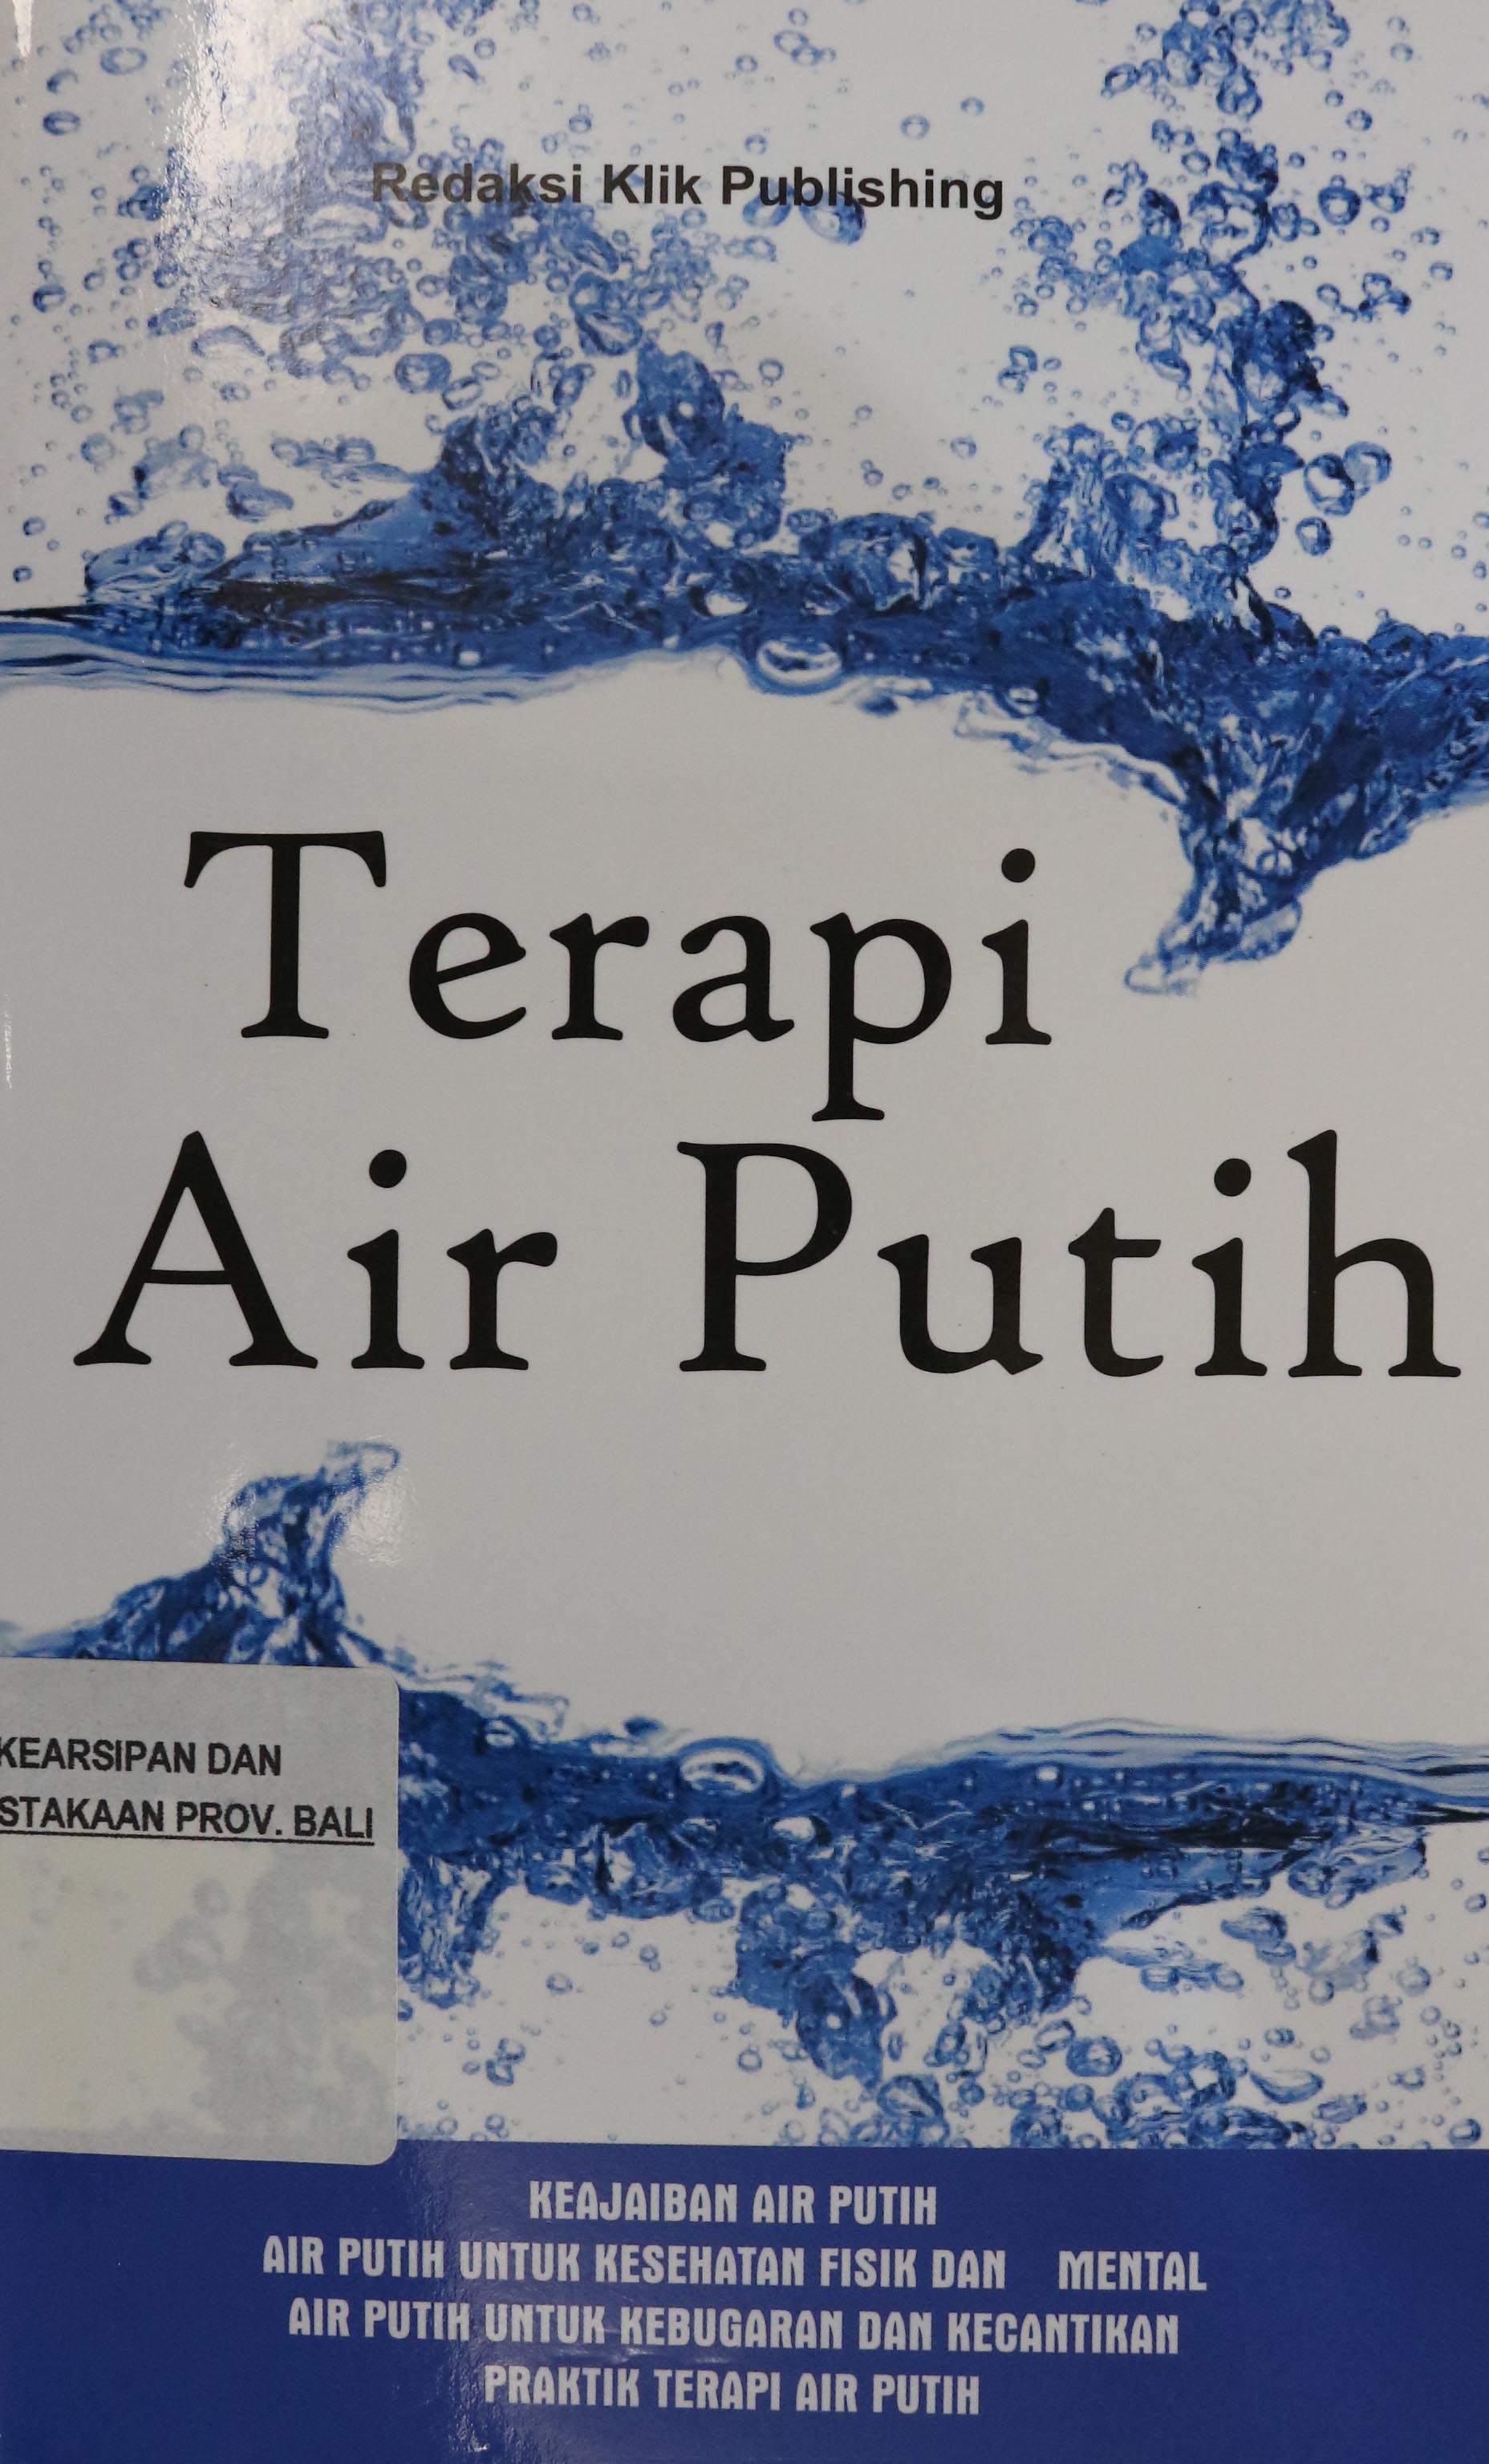 Redaksi Klik Publishing
Terapi
Air Putih
KEARSIPAN DAN
STAKAAN PROV. BALI
KEAJAIBAN AIR PUTIH
AIR PUTIH UNTUK KESEHATAN FISIK DAN MENTAL
AIR PUTIH UNTUK KEBUGARAN DAN KECANTIKAN
PRAKTIK TERAPI AIR PUTIH